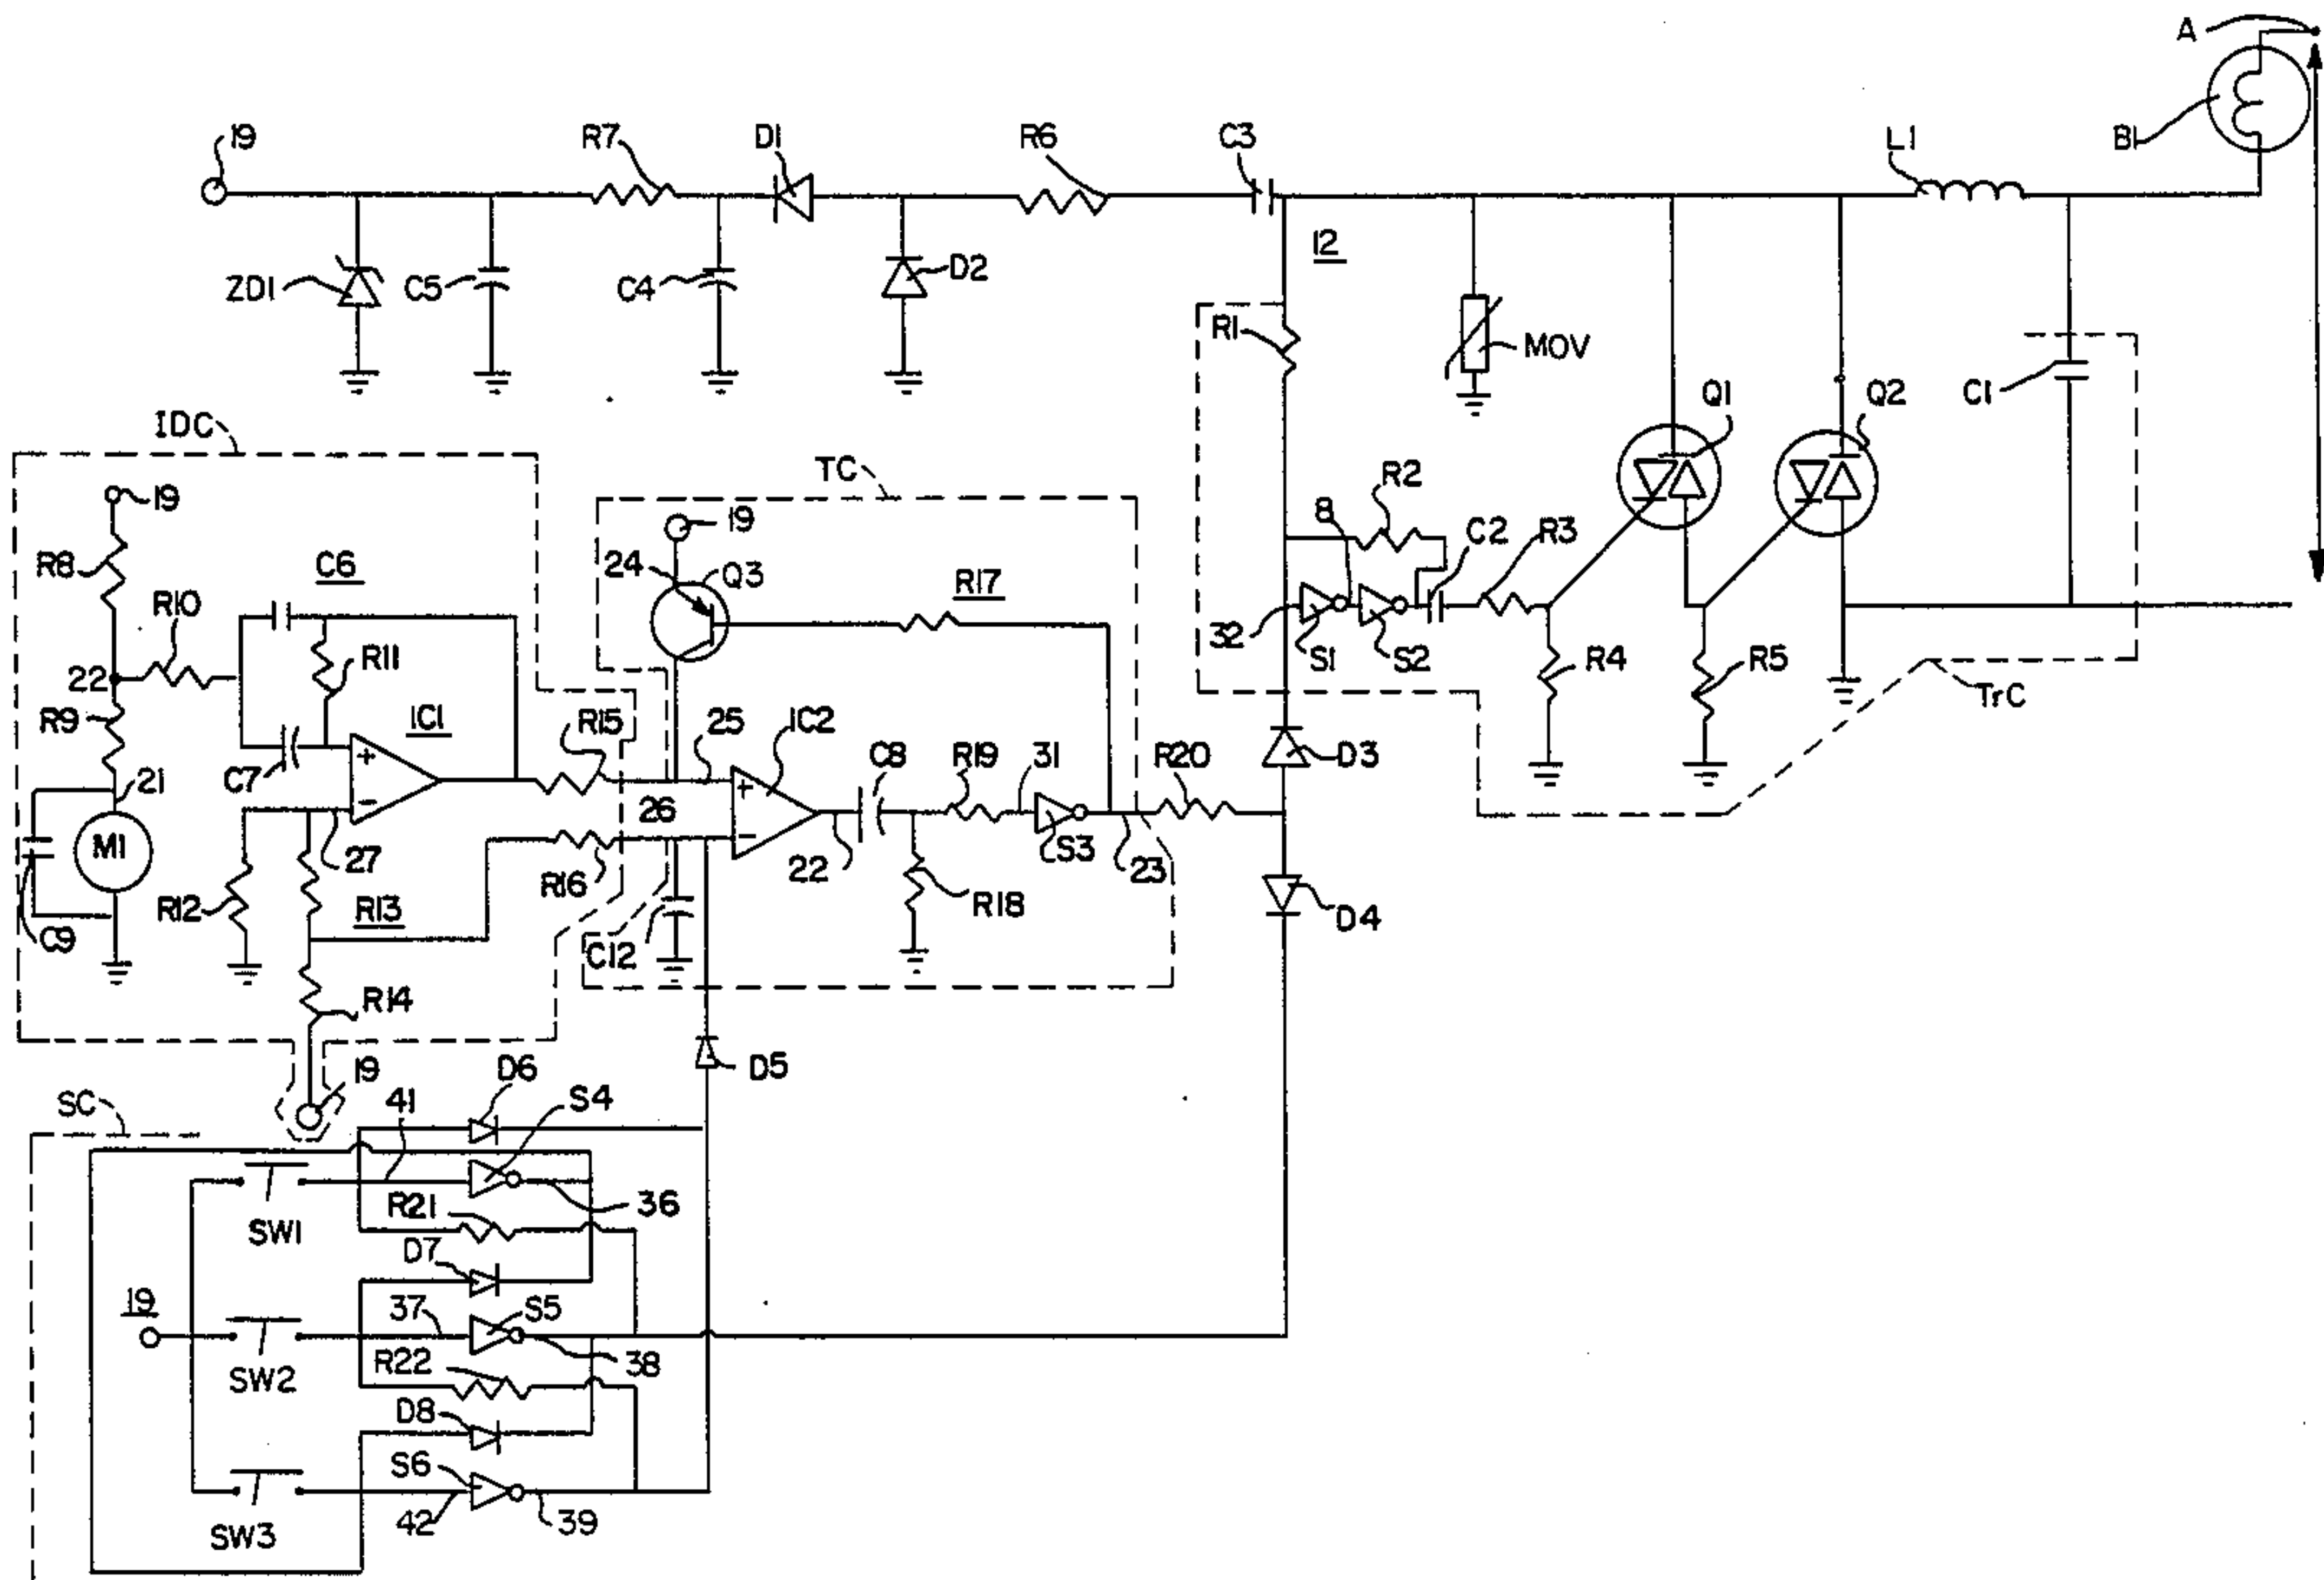 A
B1
L1
C3
R6
D1
R7
19
12
ZD1
C5
C4
D2
R1
MOV
C1
Q1
Q2
IDC
TC
19
19
R2
8
C2
R3
24
Q3
R17
R8
C6
R10
R11
22
32
S1
S2
R4
R5
TrC
R9
IC1
R15
25
IC2
C8
R19
31
R20
D3
C7
21
+
+
26
-
-
M1
27
22
S3
23
R16
R18
R12
R13
D4
C9
C12
R14
19
D5
D6
S4
41
SC
R21
36
SW1
D7
19
37
S5
38
R22
SW2
D8
S6
SW3
42
39